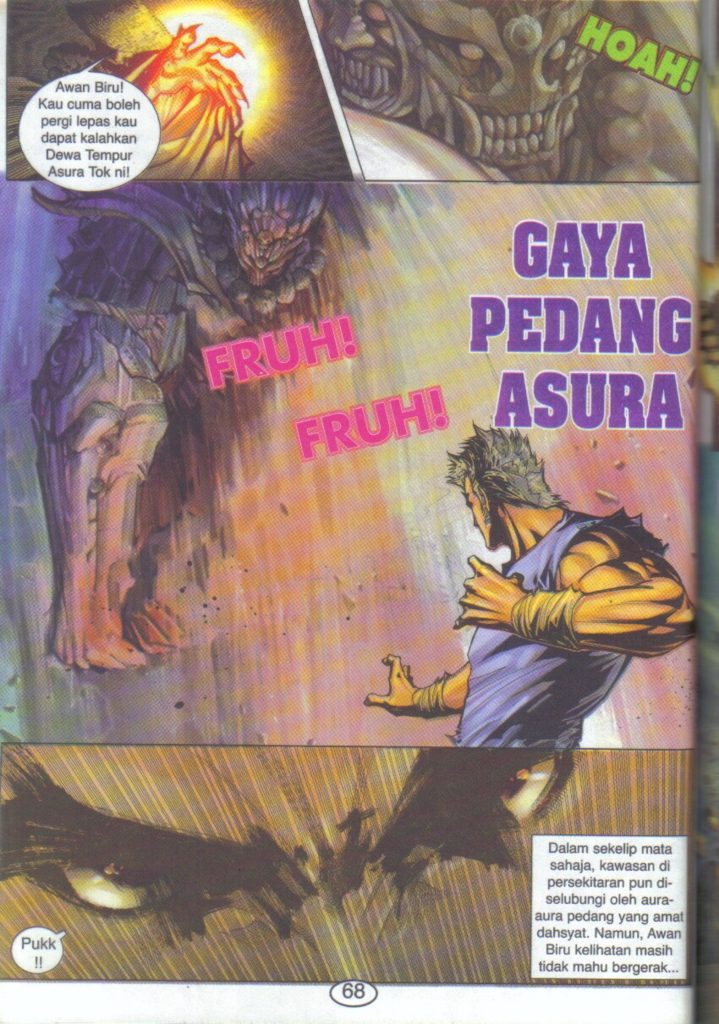 Awan Biru!
Kau cuma boleh
pergi lepas kau
dapat kalahkan
Dewa Tempur
Asura Tok ni!
HOAH!
GAYA
PEDANG
ASURA
FRUH!
FRUH!
Dalam sekelip mata
sahaja, kawasan di
persekitaran pun di-
selubungi oleh aura-
aura pedang yang amat
dahsyat. Namun, Awan
Biru kelihatan masih
tidak mahu bergerak...
Pukk
!!
68